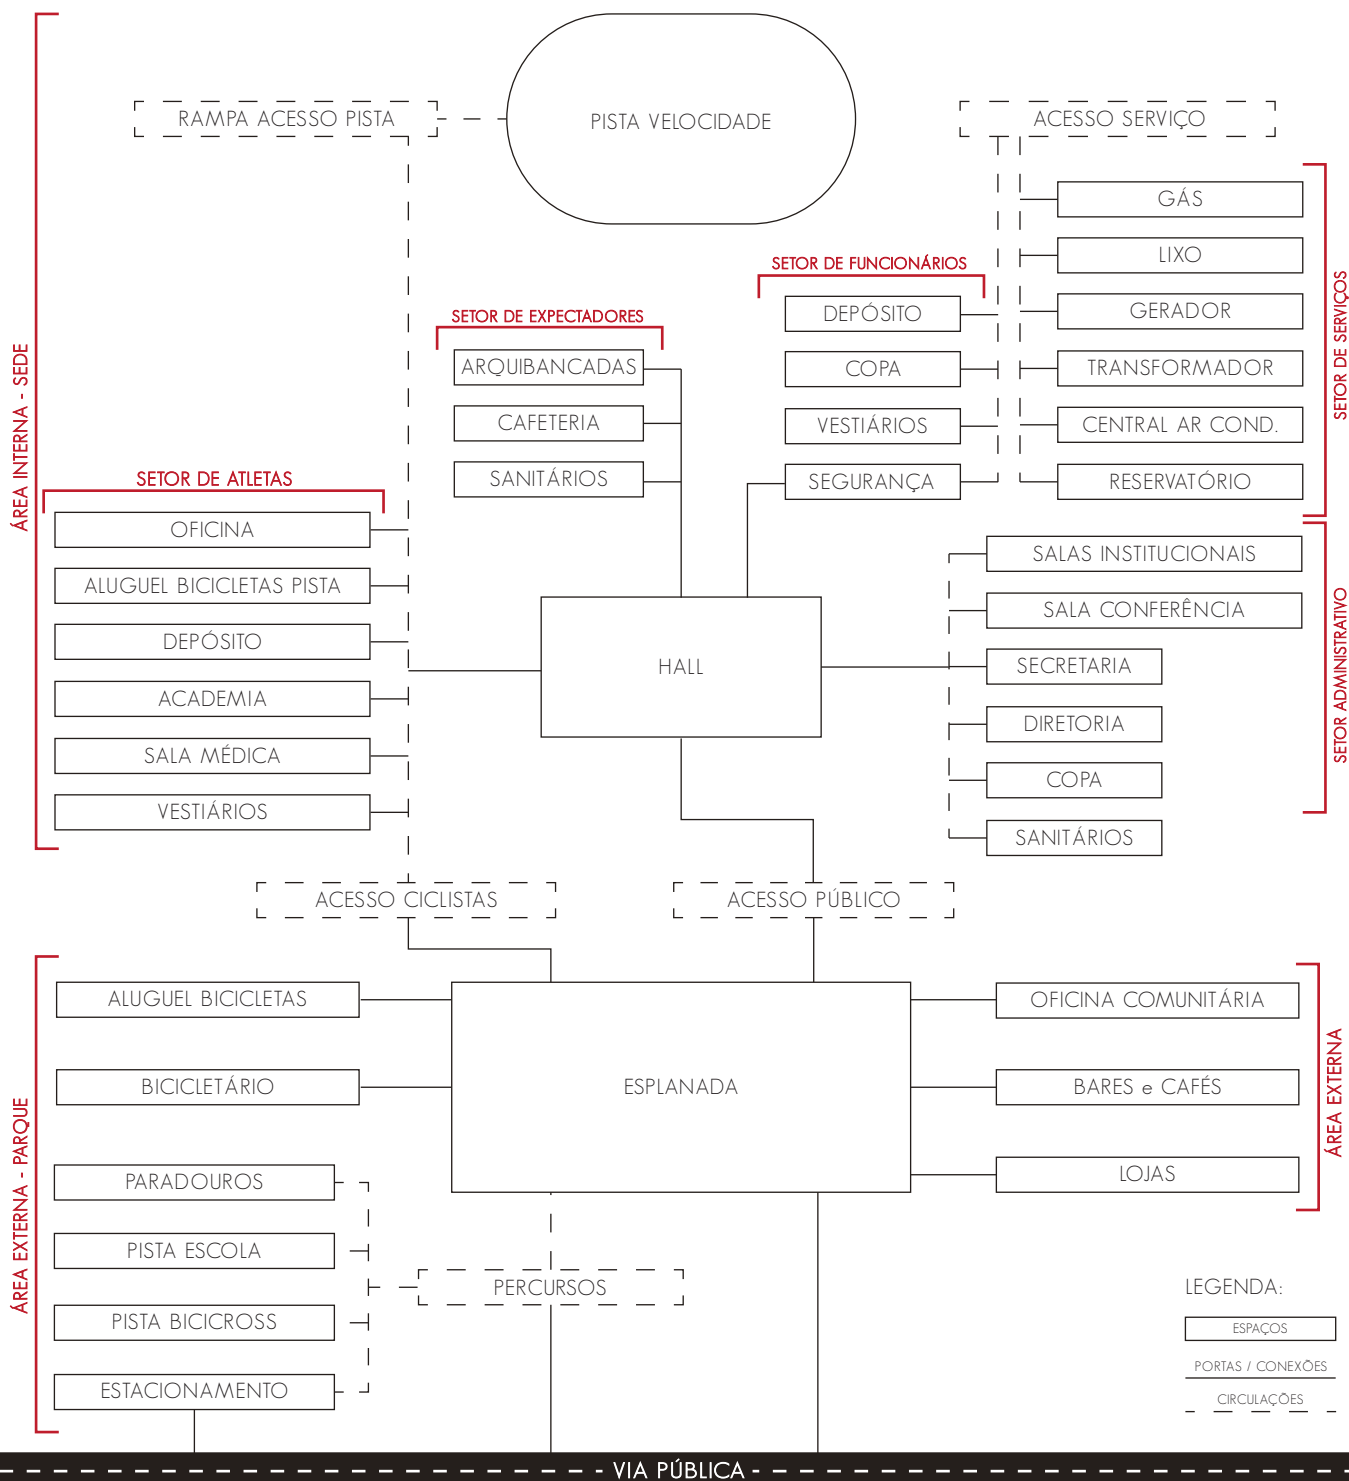 PISTA VELOCIDADE
RAMPA ACESSO PISTA
ACESSO SERVIÇO
ÁREA INTERNA - SEDE
SETOR DE SERVIÇOS
GÁS
LIXO
GERADOR
TRANSFORMADOR
CENTRAL AR COND.
RESERVATÓRIO
SETOR DE FUNCIONÁRIOS
DEPÓSITO
COPA
VESTIÁRIOS
SEGURANÇA
SETOR DE EXPECTADORES
ARQUIBANCADAS
CAFETERIA
SANITÁRIOS
SETOR DE ATLETAS
OFICINA
ALUGUEL BICICLETAS PISTA
DEPÓSITO
ACADEMIA
SALA MÉDICA
VESTIÁRIOS
HALL
SETOR ADMINISTRATIVO
SALAS INSTITUCIONAIS
SALA CONFERÊNCIA
SECRETARIA
DIRETORIA
COPA
SANITÁRIOS
ACESSO CICLISTAS
ACESSO PÚBLICO
ÁREA EXTERNA - PARQUE
ALUGUEL BICICLETAS
BICICLETÁRIO
PARADOUROS
PISTA ESCOLA
PISTA BICICROSS
ESTACIONAMENTO
ESPLANADA
PERCURSOS
ÁREA EXTERNA
OFICINA COMUNITÁRIA
BARES e CAFÉS
LOJAS
LEGENDA:
ESPAÇOS
PORTAS / CONEXÕES
CIRCULAÇÕES
VIA PÚBLICA